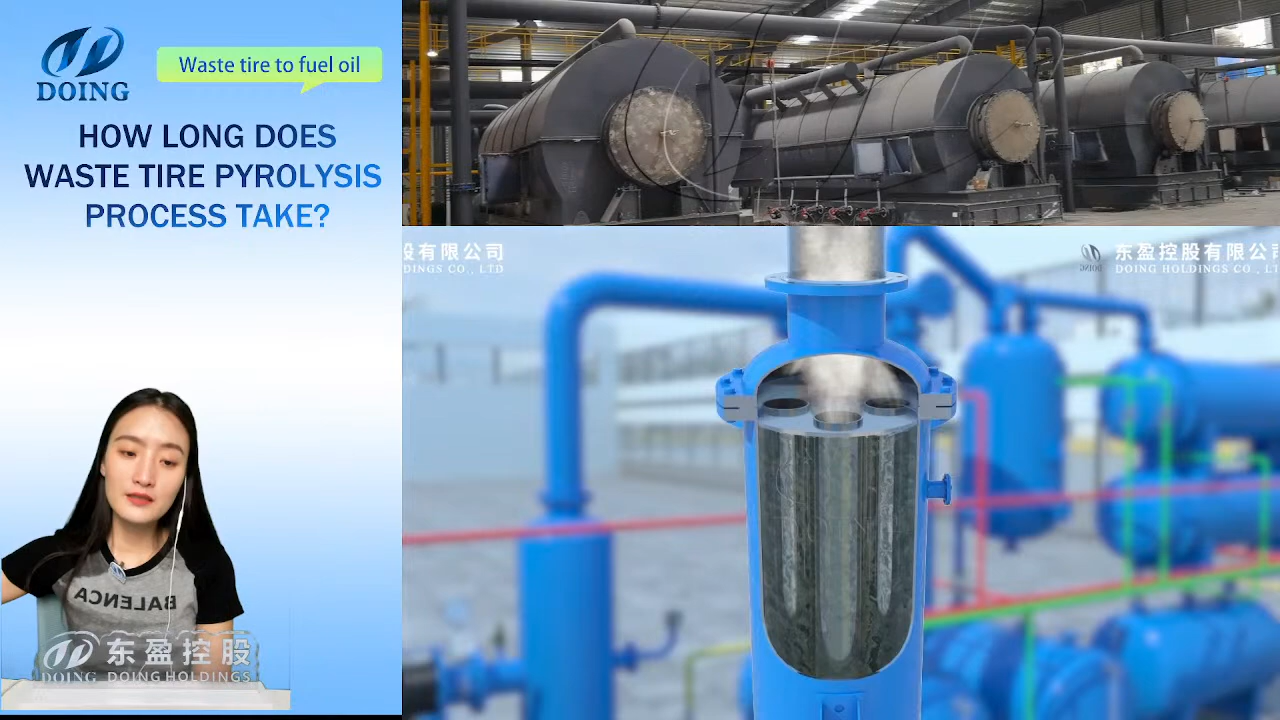 DOING
Waste tire to fuel oil
HOW LONG DOES
WASTE TIRE PYROLYSIS
PROCESS TAKE?
BALENCA
东盈控股
DOING DOING HOLDINGS
股有限公司
DINGS CO., LTD
东盈控股有限公司
DOING DOING HOLDINGS CO., LT